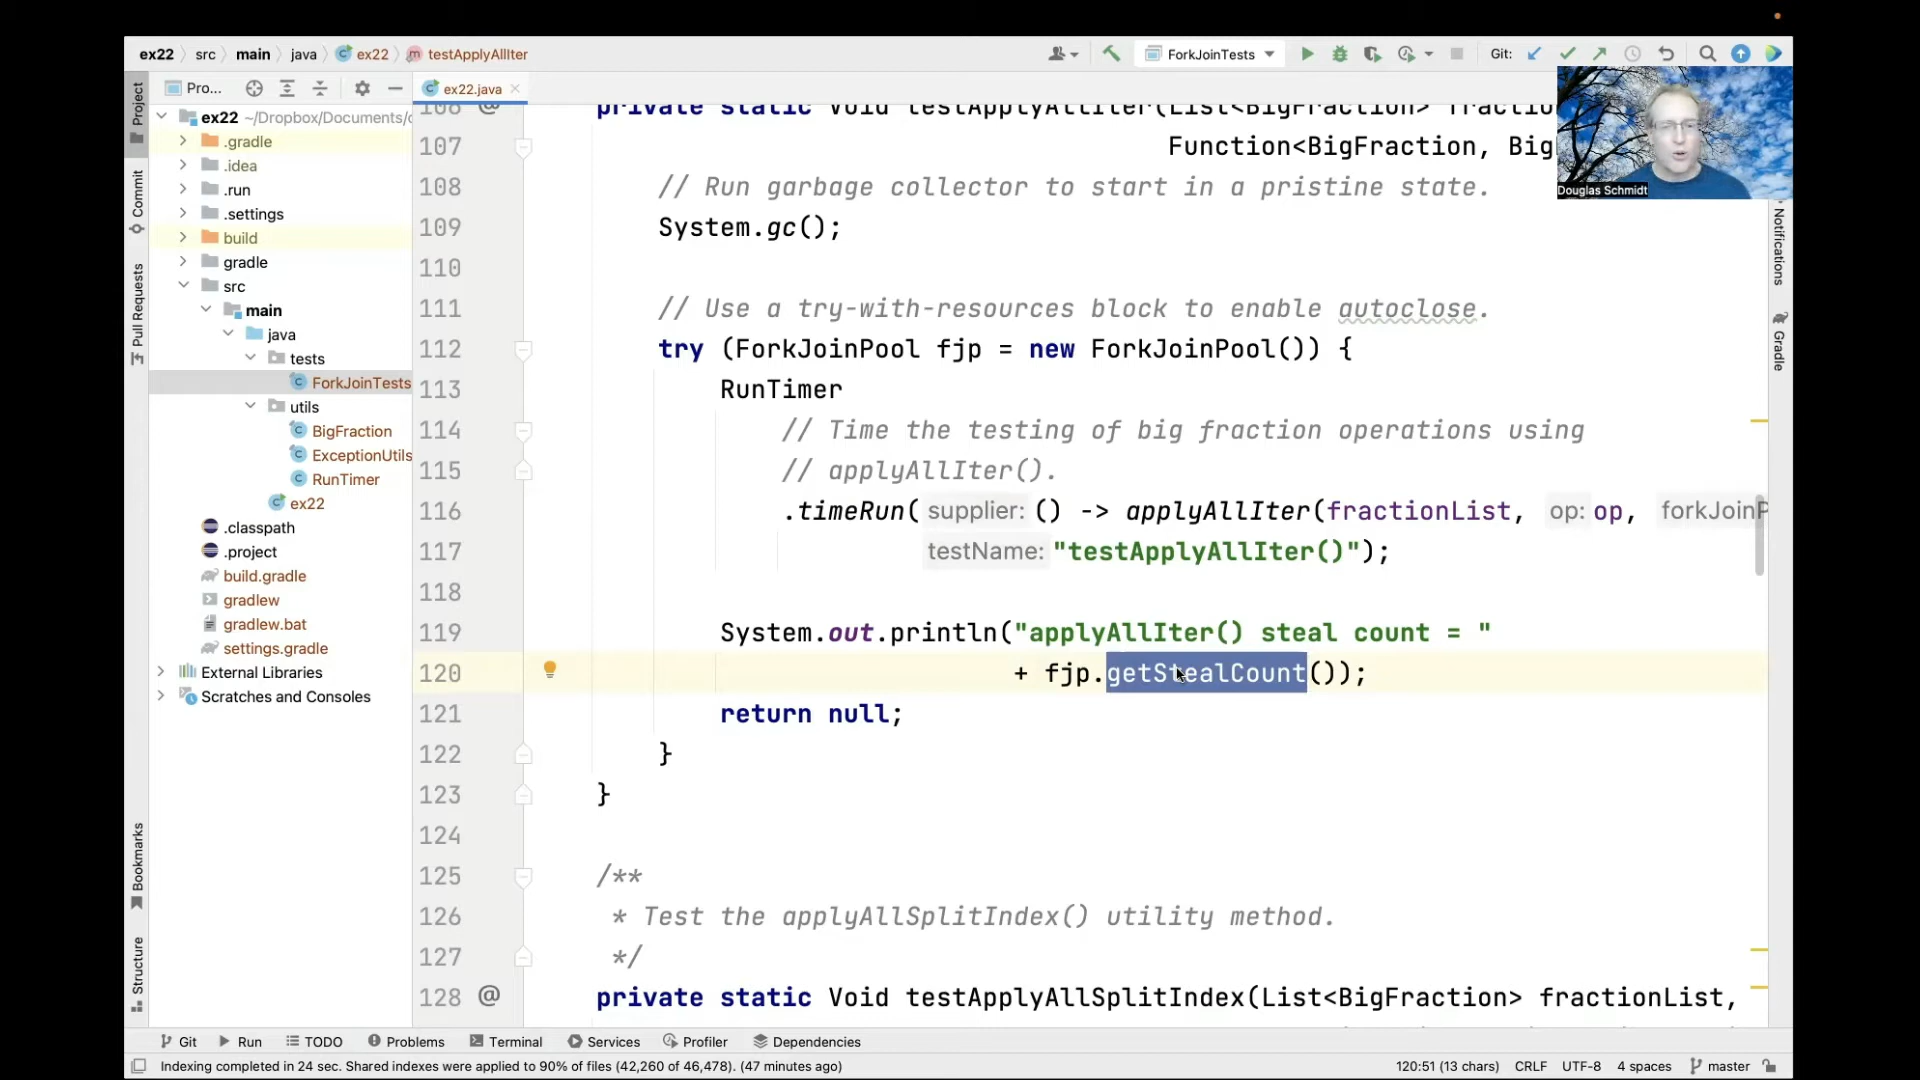 ex22 src main java ex22 testApplyAllIter ForkJoinTests Git:
Project
Commit
Pull Requests
Bookmarks
Structure
Pro...
ex22 ~/Dropbox/Documents/
.gradle
.idea
.run
.settings
build
gradle
src
main
java
tests
ForkJoinTests
utils
BigFraction
ExceptionUtils
RunTimer
ex22
.classpath
.project
build.gradle
gradlew
gradlew.bat
settings.gradle
External Libraries
Scratches and Consoles
ex22.java
106 @ private static Void testApplyAllIter(List<BigFraction>
107 Function<BigFraction, Big
108 // Run garbage collector to start in a pristine state.
109 System.gc();
110
111 // Use a try-with-resources block to enable autoclose.
112 try (ForkJoinPool fjp = new ForkJoinPool()) {
113 RunTimer
114 // Time the testing of big fraction operations using
115 // applyAllIter().
116 .timeRun( supplier: () -> applyAllIter(fractionList, op: op, forkJoinP
117 testName: "testApplyAllIter()");
118
119 System.out.println("applyAllIter() steal count = "
120 + fjp.getStealCount());
121 return null;
122 }
123 }
124
125 /**
126 * Test the applyAllSplitIndex() utility method.
127 */
128 @ private static Void testApplyAllSplitIndex(List<BigFraction> fractionList,
Douglas Schmidt
Notifications
Gradle
Git Run TODO Problems Terminal Services Profiler Dependencies
Indexing completed in 24 sec. Shared indexes were applied to 90% of files (42,260 of 46,478). (47 minutes ago) 120:51 (13 chars) CRLF UTF-8 4 spaces master